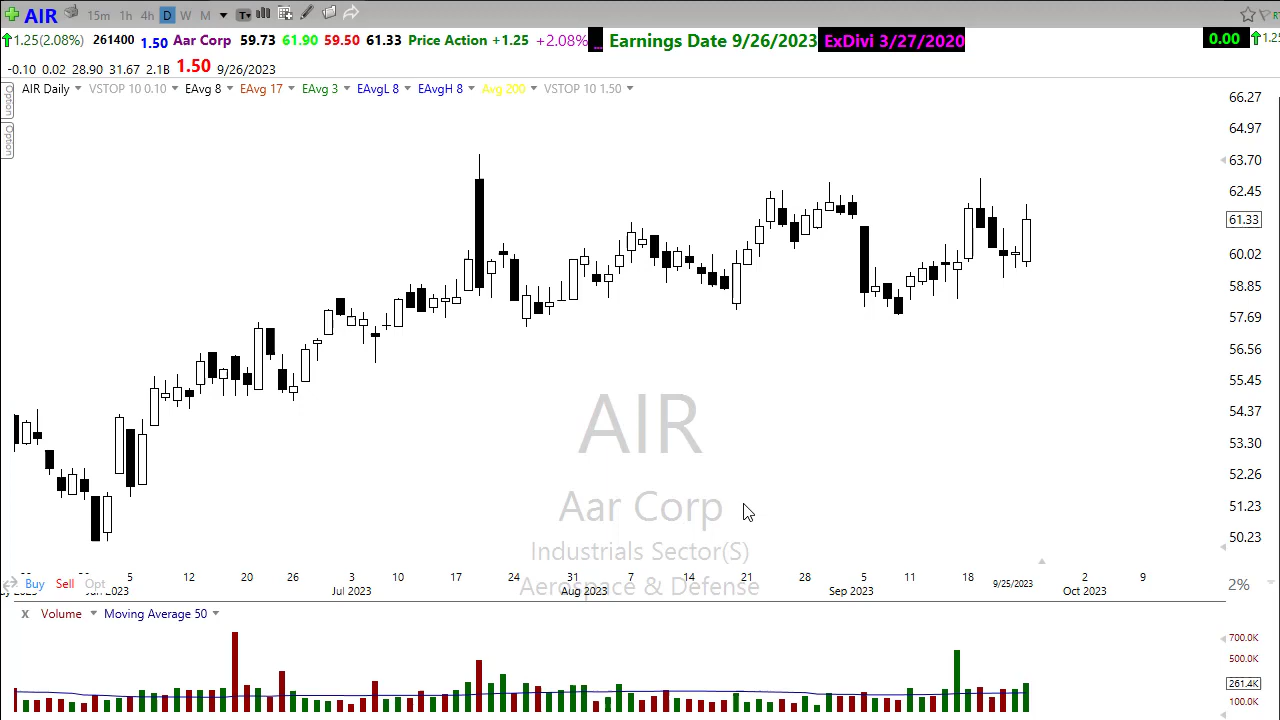 AIR 15m 1h 4h D W M T
1.25(2.08%) 261400 1.50 Aar Corp 59.73 61.90 59.50 61.33 Price Action +1.25 +2.08% ... Earnings Date 9/26/2023 ExDivi 3/27/2020 0.00 1.25
-0.10 0.02 28.90 31.67 2.1B 1.50 9/26/2023
AIR Daily VSTOP 10 0.10 EAvg 8 EAvg 17 EAvg 3 EAvgL 8 EAvgH 8 Avg 200 VSTOP 10 1.50
Option
Option
66.27
64.97
63.70
62.45
61.33
60.02
58.85
57.69
56.56
55.45
54.37
53.30
52.26
51.23
50.23
AIR
Aar Corp
Industrials Sector(S)
Aerospace & Defense
5 12 20 26 3 10 17 24 31 7 14 21 28 5 11 18 9/25/2023 2 9
Buy Sell Opt 2%
Jun 2023 Jul 2023 Aug 2023 Sep 2023 Oct 2023
X Volume Moving Average 50
700.0K
500.0K
261.4K
100.0K